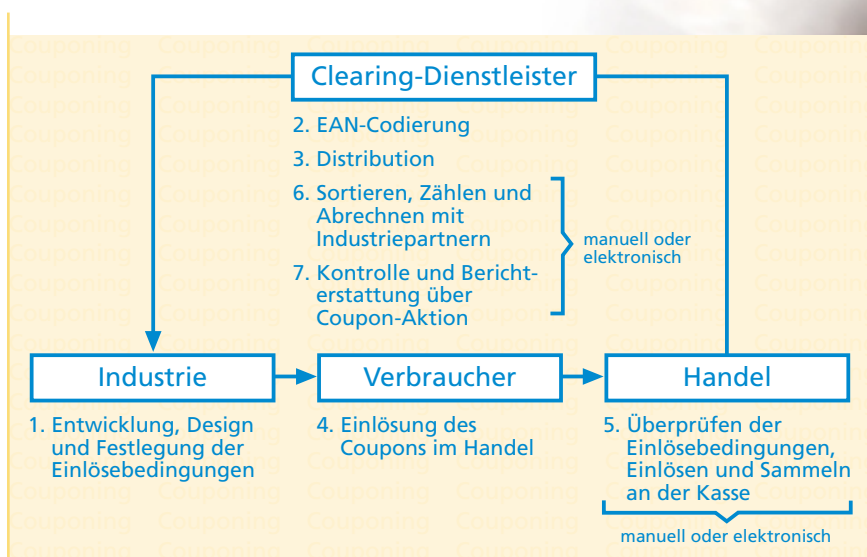 Clearing-Dienstleister
2. EAN-Codierung
3. Distribution
6. Sortieren, Zählen und
Abrechnen mit
Industriepartnern
manuell oder
elektronisch
7. Kontrolle und Bericht-
erstattung über
Coupon-Aktion
Industrie
Verbraucher
Handel
1. Entwicklung, Design
und Festlegung der
Einlösebedingungen
4. Einlösung des
Coupons im Handel
5. Überprüfen der
Einlösebedingungen,
Einlösen und Sammeln
an der Kasse
manuell oder elektronisch